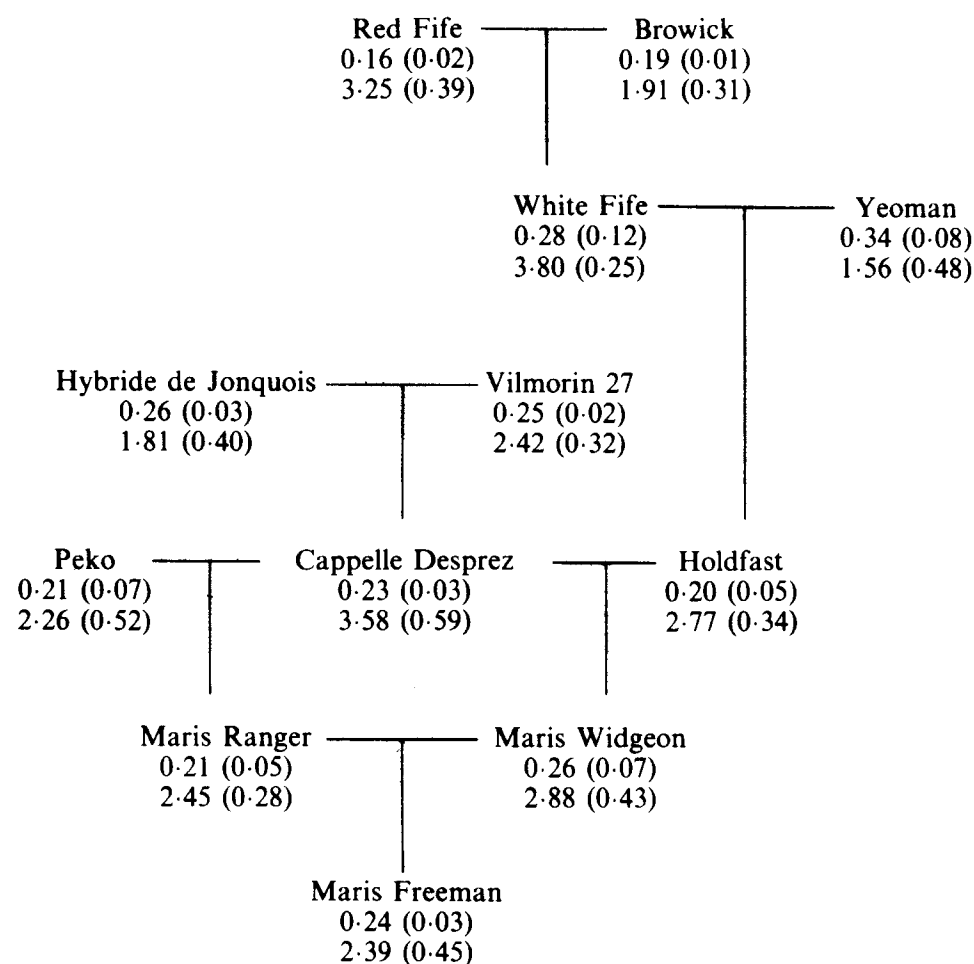 Red Fife Browick
0·16 (0·02) 0·19 (0·01)
3·25 (0·39) 1·91 (0·31)
White Fife Yeoman
0·28 (0·12) 0·34 (0·08)
3·80 (0·25) 1·56 (0·48)
Hybride de Jonquois Vilmorin 27
0·26 (0·03) 0·25 (0·02)
1·81 (0·40) 2·42 (0·32)
Peko Cappelle Desprez Holdfast
0·21 (0·07) 0·23 (0·03) 0·20 (0·05)
2·26 (0·52) 3·58 (0·59) 2·77 (0·34)
Maris Ranger Maris Widgeon
0·21 (0·05) 0·26 (0·07)
2·45 (0·28) 2·88 (0·43)
Maris Freeman
0·24 (0·03)
2·39 (0·45)